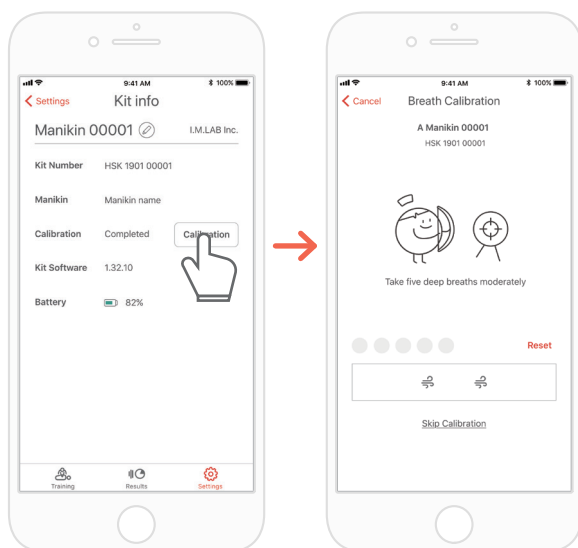 9:41 AM
100%
Settings
Kit info
Manikin 00001
I.M.LAB Inc.
Kit Number HSK 1901 00001
Manikin Manikin name
Calibration Completed Calibration
Kit Software 1.32.10
Battery 82%
Training Results Settings
9:41 AM
100%
Cancel
Breath Calibration
A Manikin 00001
HSK 1901 00001
Take five deep breaths moderately
Reset
Skip Calibration